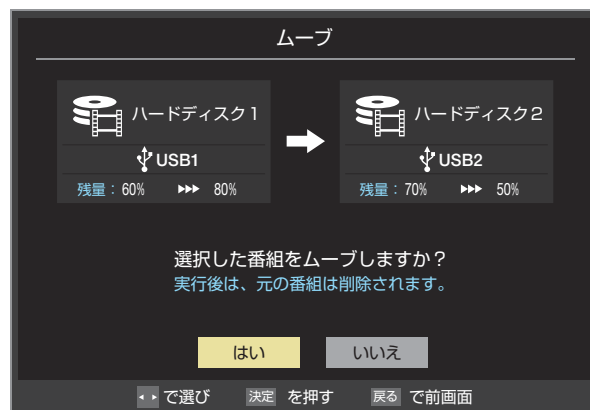 ムーブ
ハードディスク1
USB1
残量：60% ▸▸▸ 80%
ハードディスク2
USB2
残量：70% ▸▸▸ 50%
選択した番組をムーブしますか？
実行後は、元の番組は削除されます。
はい いいえ
で選び 決定 を押す 戻る で前画面